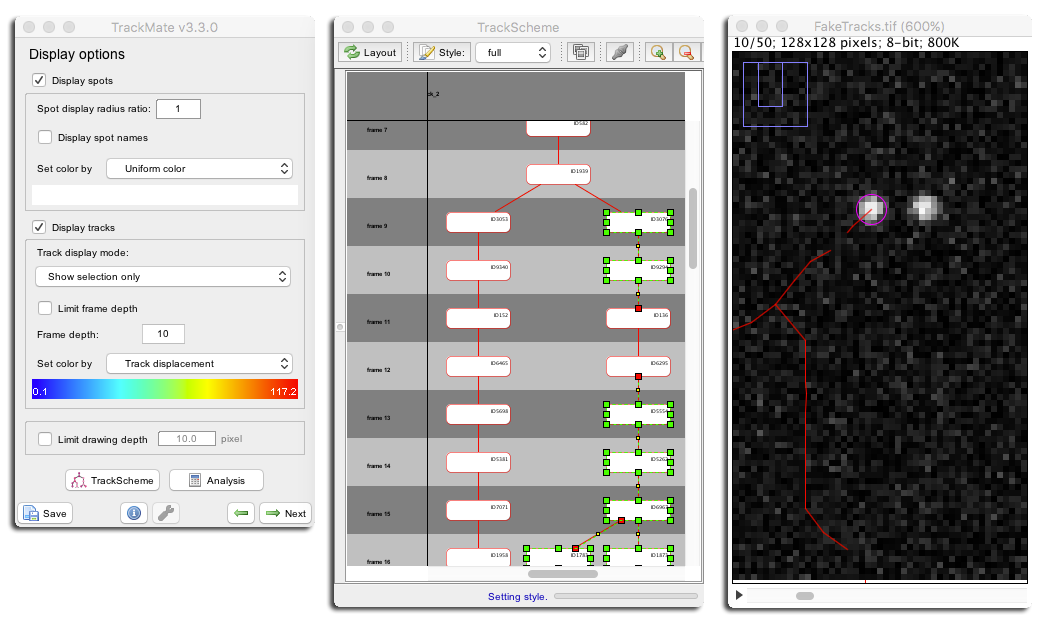 TrackMate v3.3.0
Display options
Display spots
Spot display radius ratio: 1
Display spot names
Set color by Uniform color
Display tracks
Track display mode:
Show selection only
Limit frame depth
Frame depth: 10
Set color by Track displacement
0.1 117.2
Limit drawing depth 10.0 pixel
TrackScheme Analysis
Save Next
TrackScheme
Layout Style: full
ck_2
frame 7 ID582
frame 8 ID1939
frame 9 ID3053
frame 10 ID9340
frame 11 ID152 ID136
frame 12 ID6465 ID6295
frame 13 ID5698
frame 14 ID5381
frame 15 ID7071
frame 16 ID1958
Setting style.
FakeTracks.tif (600%)
10/50; 128x128 pixels; 8-bit; 800K